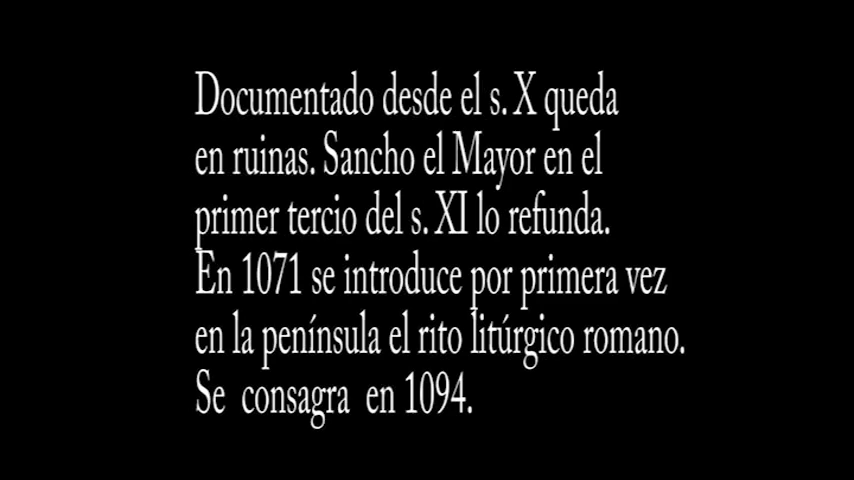 Documentado desde el s. X queda
en ruinas. Sancho el Mayor en el
primer tercio del s. XI lo refunda.
En 1071 se introduce por primera vez
en la península el rito litúrgico romano.
Se consagra en 1094.